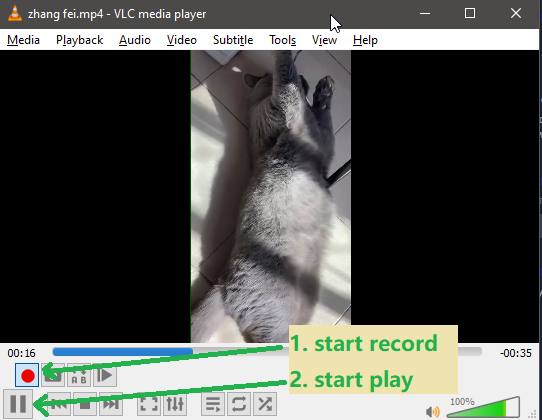 zhang fei.mp4 - VLC media player
Media Playback Audio Video Subtitle Tools View Help
00:16
-00:35
1. start record
A B
2. start play
100%